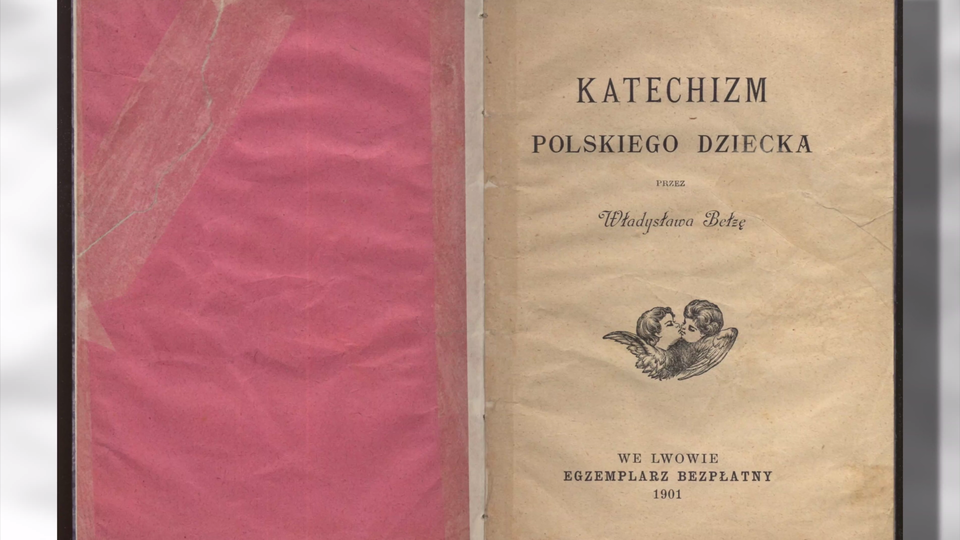 KATECHIZM
POLSKIEGO DZIECKA
PRZEZ
Władysława Bełzę
WE LWOWIE
EGZEMPLARZ BEZPŁATNY
1901